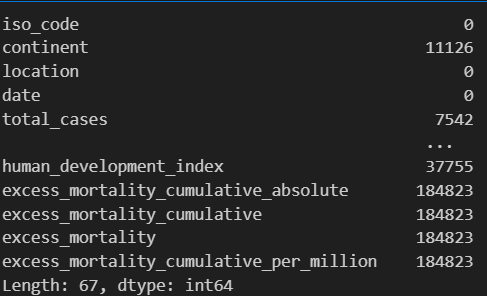 iso_code 0
continent 11126
location 0
date 0
total_cases 7542
...
human_development_index 37755
excess_mortality_cumulative_absolute 184823
excess_mortality_cumulative 184823
excess_mortality 184823
excess_mortality_cumulative_per_million 184823
Length: 67, dtype: int64